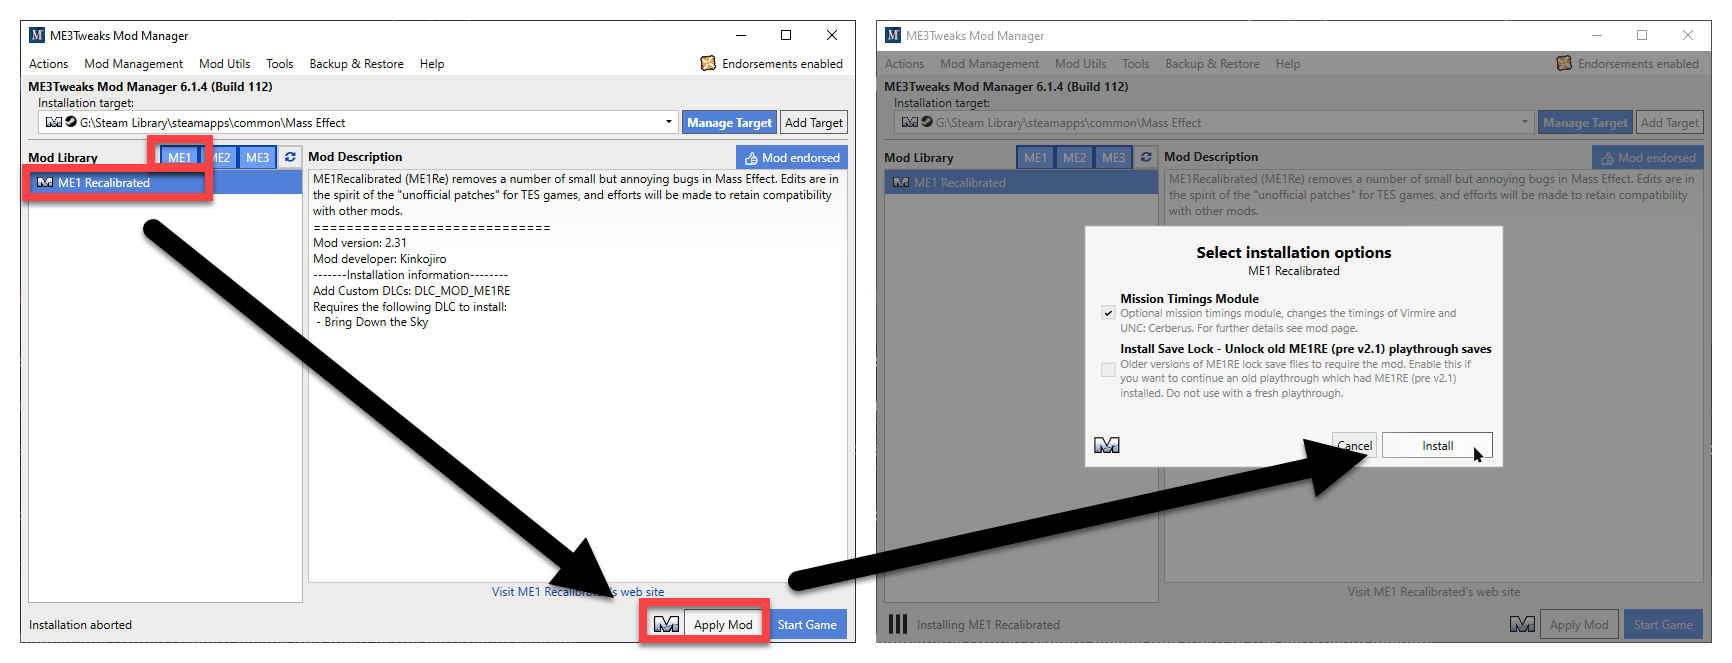 ME3Tweaks Mod Manager
Actions Mod Management Mod Utils Tools Backup & Restore Help Endorsements enabled
ME3Tweaks Mod Manager 6.1.4 (Build 112)
Installation target:
G:\Steam Library\steamapps\common\Mass Effect Manage Target Add Target
Mod Library ME1 ME2 ME3 Mod Description Mod endorsed
ME1 Recalibrated
ME1Recalibrated (ME1Re) removes a number of small but annoying bugs in Mass Effect. Edits are in
the spirit of the "unofficial patches" for TES games, and efforts will be made to retain compatibility
with other mods.
============================
Mod version: 2.31
Mod developer: Kinkojiro
-------Installation information--------
Add Custom DLCs: DLC_MOD_ME1RE
Requires the following DLC to install:
- Bring Down the Sky
Visit ME1 Recalibrated's web site
Installation aborted Apply Mod Start Game
ME3Tweaks Mod Manager
Actions Mod Management Mod Utils Tools Backup & Restore Help Endorsements enabled
ME3Tweaks Mod Manager 6.1.4 (Build 112)
Installation target:
G:\Steam Library\steamapps\common\Mass Effect Manage Target Add Target
Mod Library ME1 ME2 ME3 Mod Description Mod endorsed
ME1 Recalibrated
ME1Recalibrated (ME1Re) removes a number of small but annoying bugs in Mass Effect. Edits are in
the spirit of the "unofficial patches" for TES games, and efforts will be made to retain compatibility
with other mods.
Select installation options
ME1 Recalibrated
Mission Timings Module
Optional mission timings module, changes the timings of Virmire and
UNC: Cerberus. For further details see mod page.
Install Save Lock - Unlock old ME1RE (pre v2.1) playthrough saves
Older versions of ME1RE lock save files to require the mod. Enable this if
you want to continue an old playthrough which had ME1RE (pre v2.1)
installed. Do not use with a fresh playthrough.
Cancel Install
Visit ME1 Recalibrated's web site
Installing ME1 Recalibrated Apply Mod Start Game